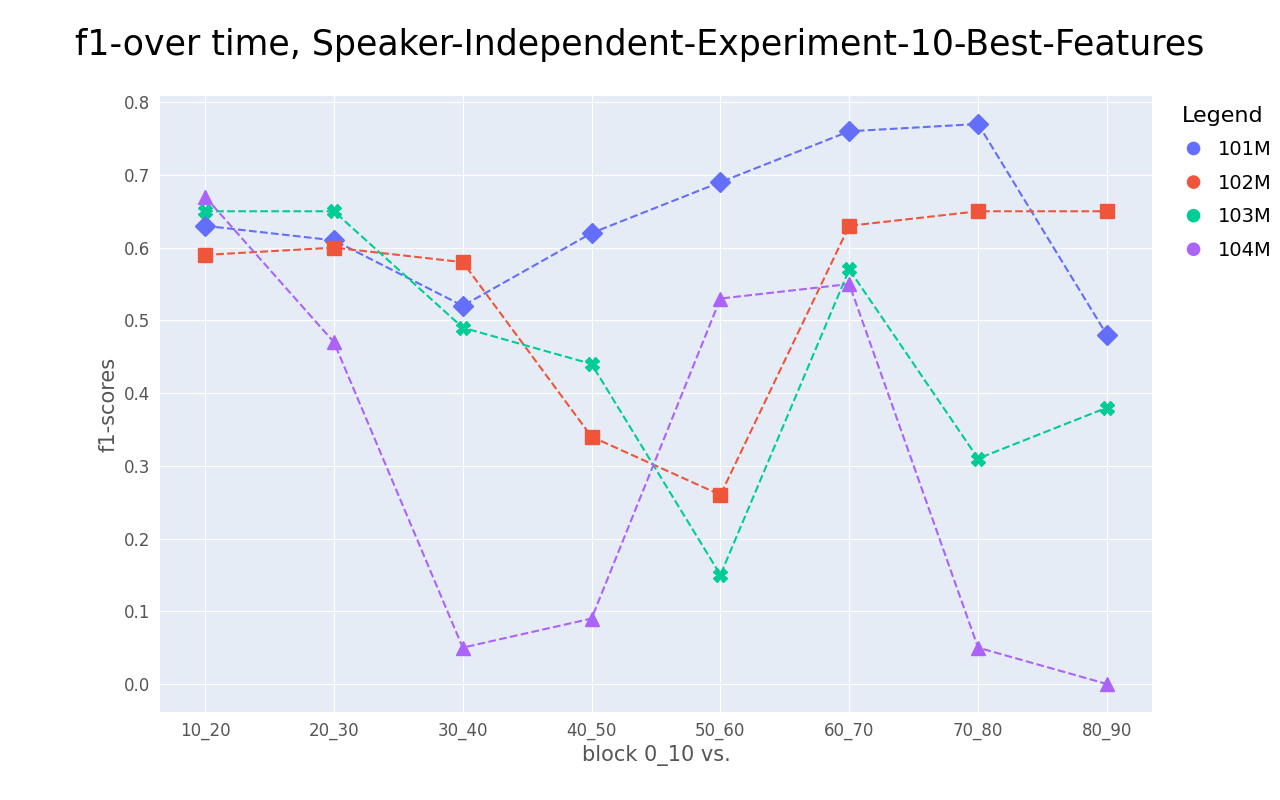 f1-over time, Speaker-Independent-Experiment-10-Best-Features
Legend
101M
102M
103M
104M
f1-scores
0.8
0.7
0.6
0.5
0.4
0.3
0.2
0.1
0.0
10_20 20_30 30_40 40_50 50_60 60_70 70_80 80_90
block 0_10 vs.